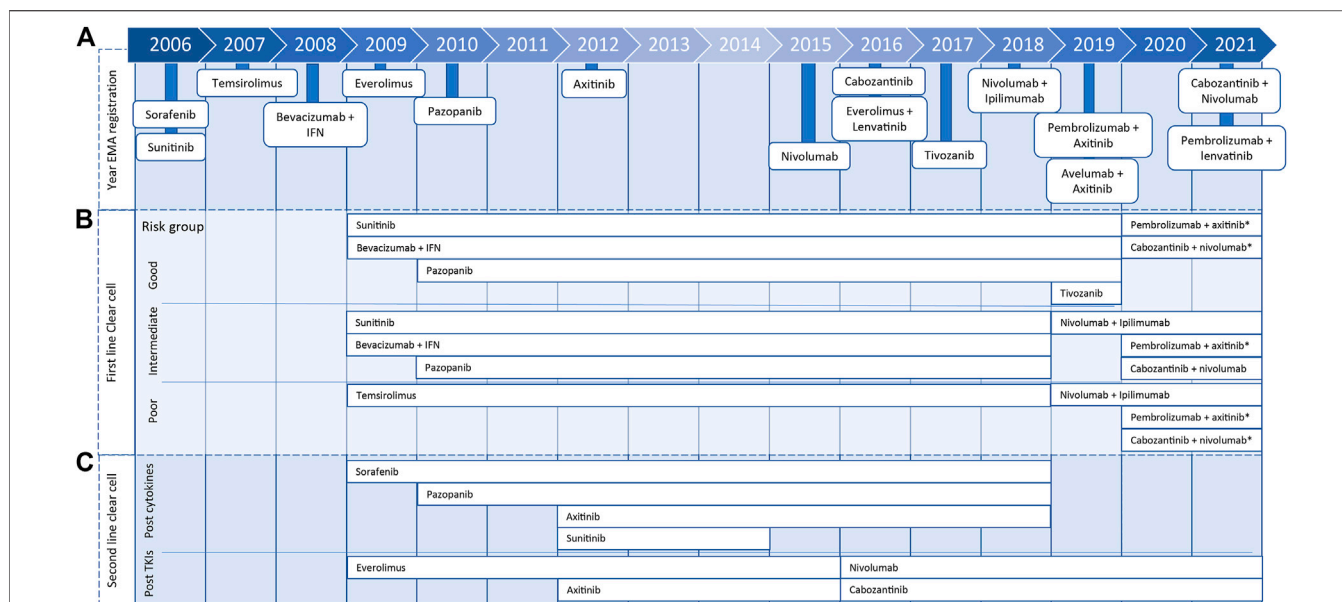 A
2006 2007 2008 2009 2010 2011 2012 2013 2014 2015 2016 2017 2018 2019 2020 2021
Year EMA registration
Sorafenib
Sunitinib
Temsirolimus
Bevacizumab +
IFN
Everolimus
Pazopanib
Axitinib
Nivolumab
Cabozantinib
Everolimus +
Lenvatinib
Tivozanib
Nivolumab +
Ipilimumab
Pembrolizumab +
Axitinib
Avelumab +
Axitinib
Cabozantinib +
Nivolumab
Pembrolizumab +
lenvatinib
B
First line Clear cell
Risk group
Good
Sunitinib Pembrolizumab + axitinib*
Bevacizumab + IFN Cabozantinib + nivolumab*
Pazopanib
Tivozanib
Intermediate
Sunitinib Nivolumab + Ipilimumab
Bevacizumab + IFN Pembrolizumab + axitinib*
Pazopanib Cabozantinib + nivolumab
Poor
Temsirolimus Nivolumab + Ipilimumab
Pembrolizumab + axitinib*
Cabozantinib + nivolumab*
C
Second line clear cell
Post cytokines
Sorafenib
Pazopanib
Axitinib
Sunitinib
Post TKIs
Everolimus Nivolumab
Axitinib Cabozantinib